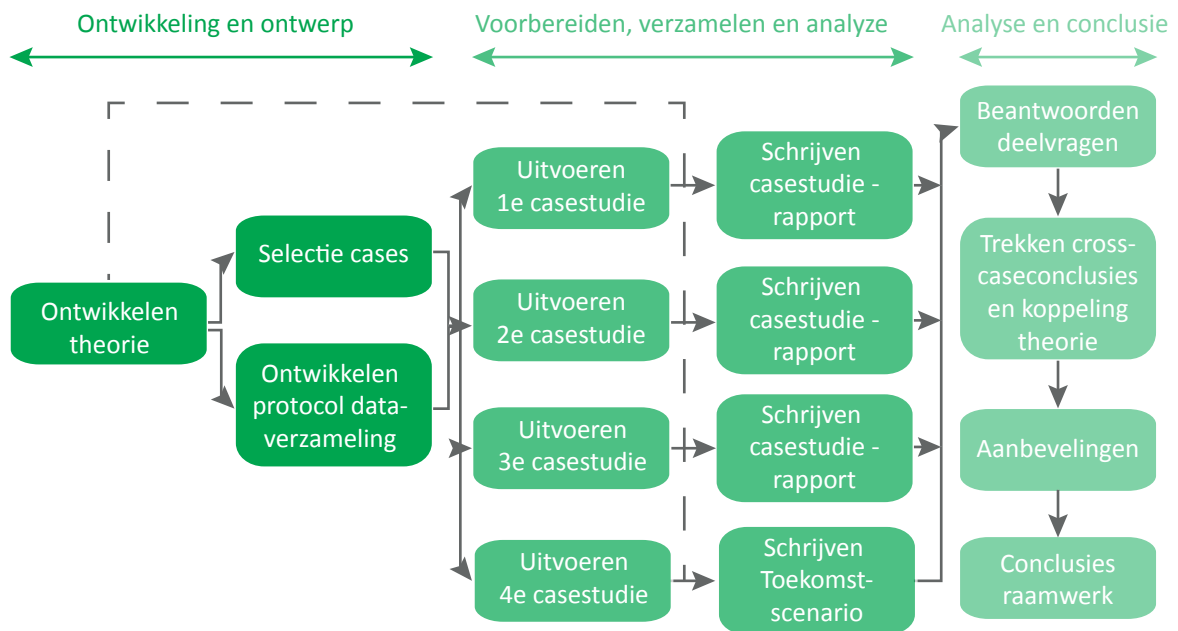 Ontwikkeling en ontwerp
Voorbereiden, verzamelen en analyze
Analyse en conclusie
Ontwikkelen
theorie
Selectie cases
Ontwikkelen
protocol data-
verzameling
Uitvoeren
1e casestudie
Uitvoeren
2e casestudie
Uitvoeren
3e casestudie
Uitvoeren
4e casestudie
Schrijven
casestudie -
rapport
Schrijven
casestudie -
rapport
Schrijven
casestudie -
rapport
Schrijven
Toekomst-
scenario
Beantwoorden
deelvragen
Trekken cross-
caseconclusies
en koppeling
theorie
Aanbevelingen
Conclusies
raamwerk